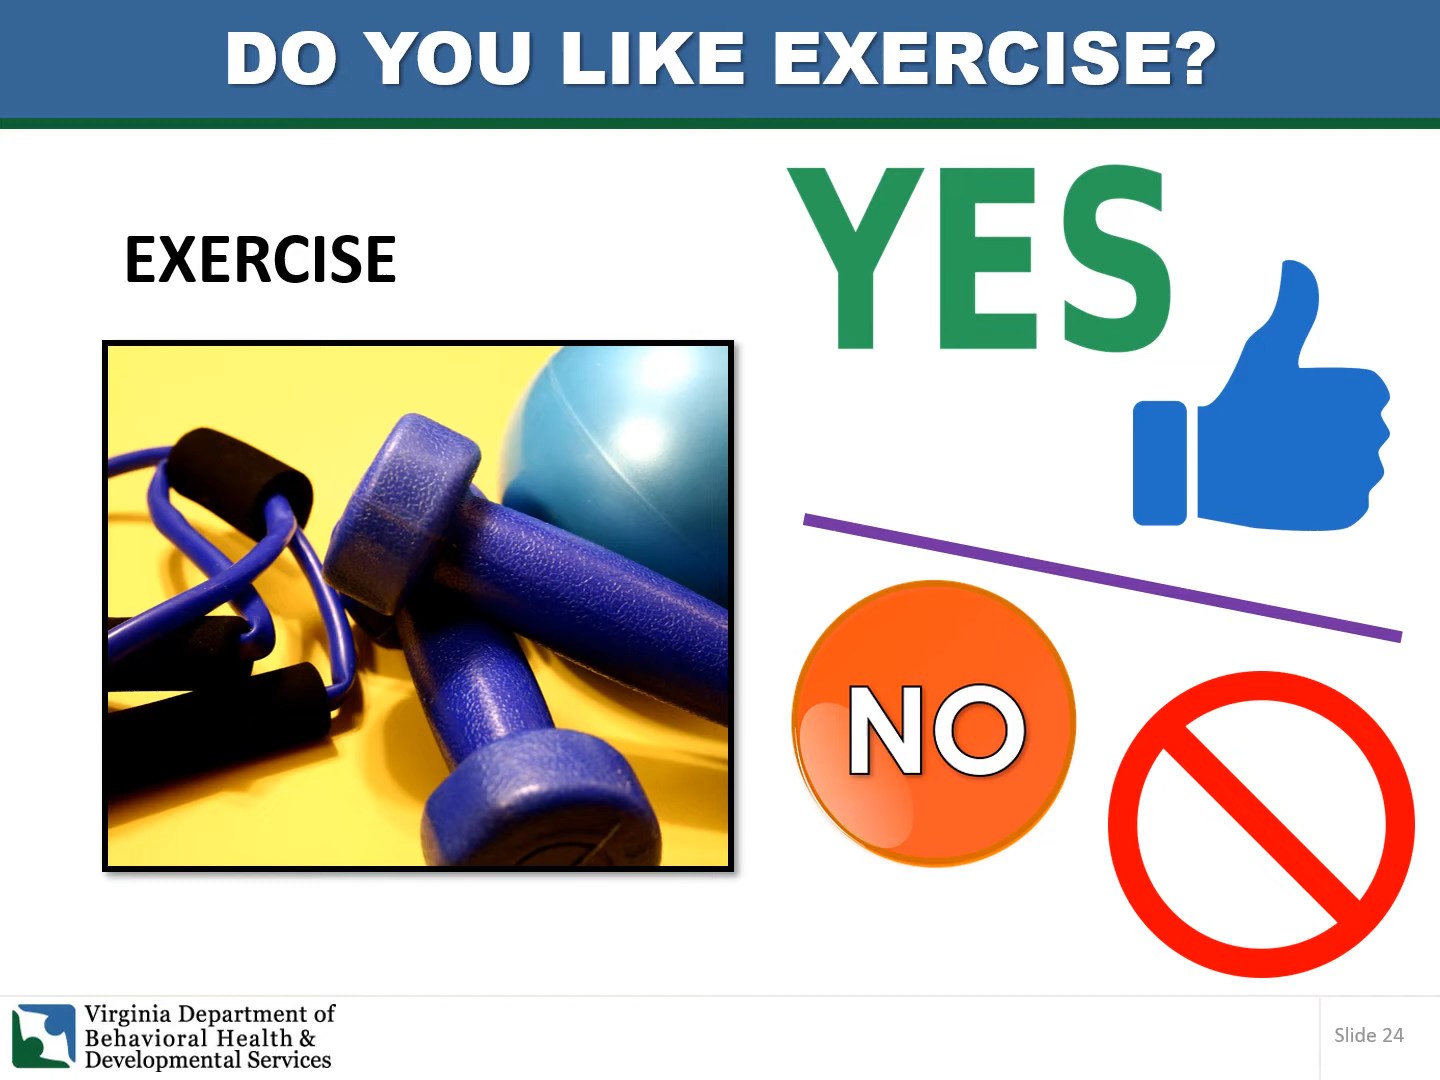 DO YOU LIKE EXERCISE?
EXERCISE
YES
NO
Virginia Department of
Behavioral Health &
Developmental Services
Slide 24